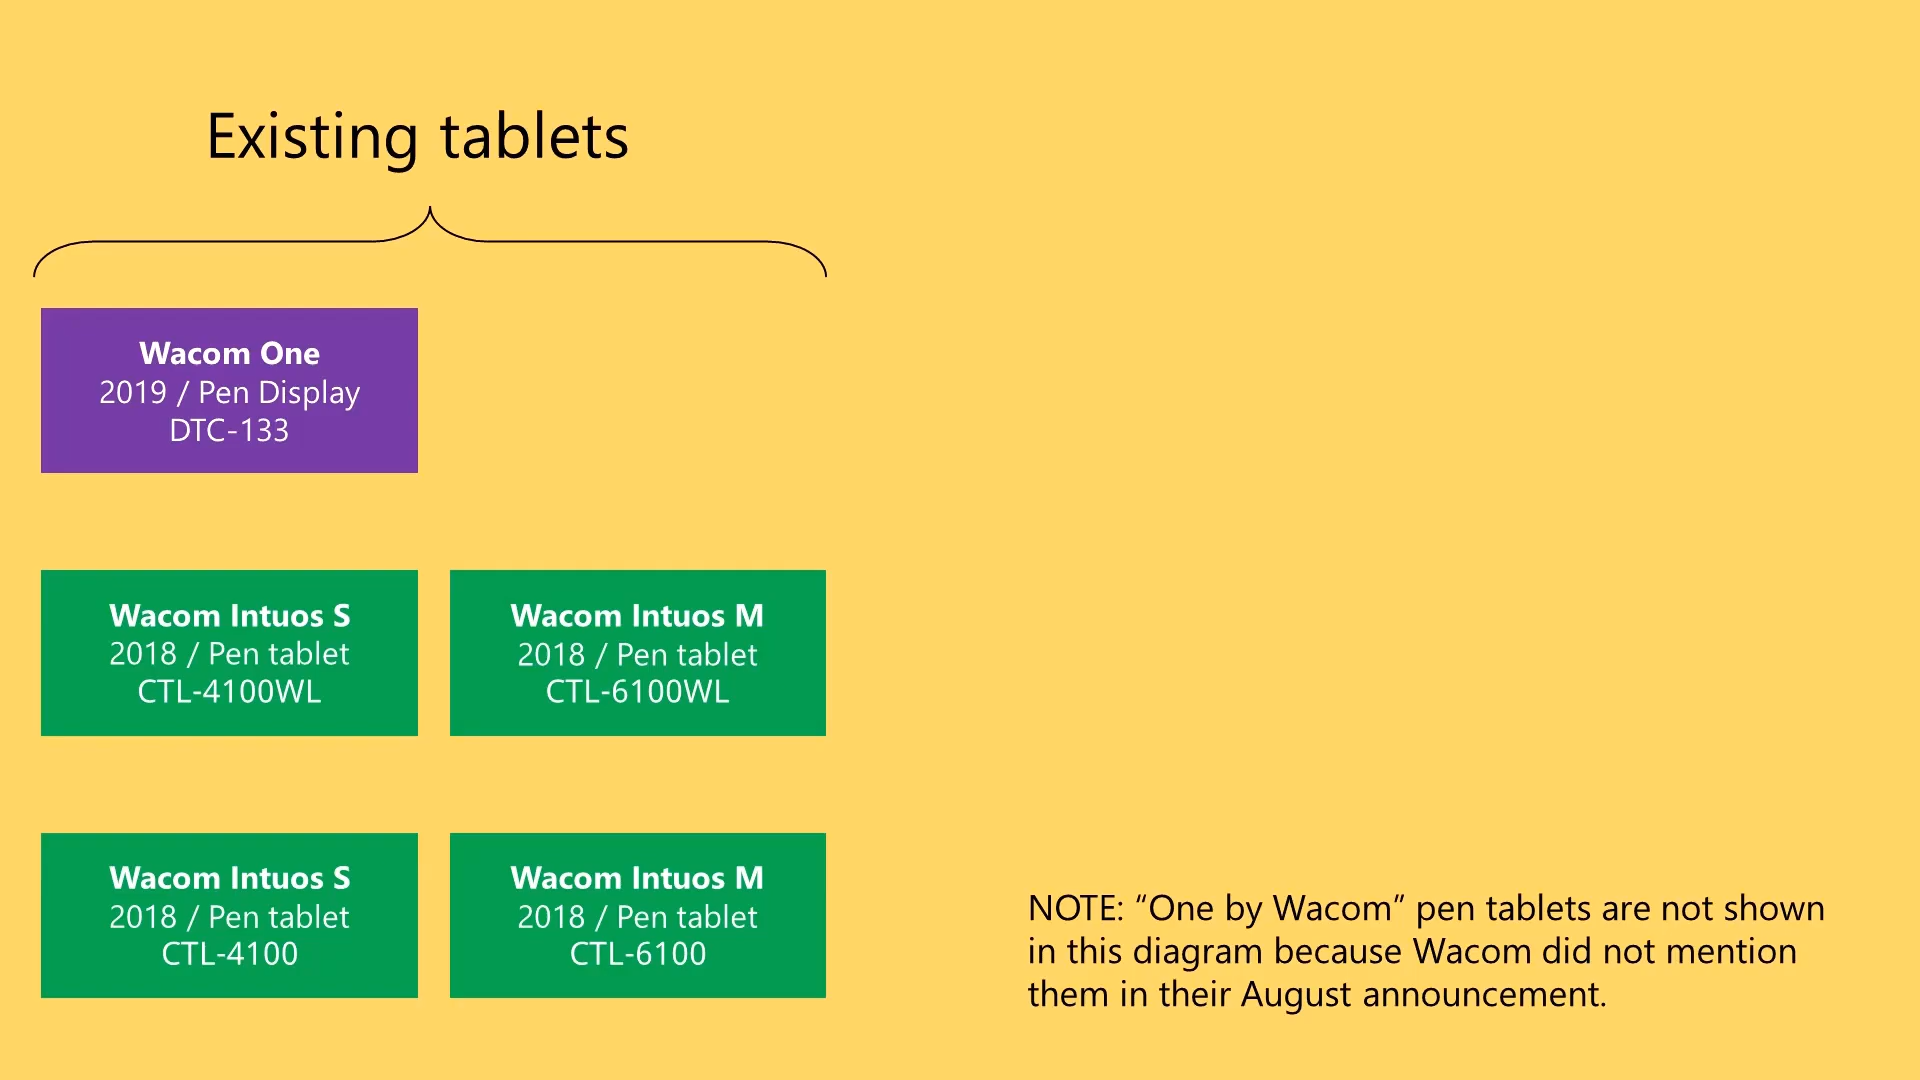 Existing tablets
Wacom One
2019 / Pen Display
DTC-133
Wacom Intuos S
2018 / Pen tablet
CTL-4100WL
Wacom Intuos M
2018 / Pen tablet
CTL-6100WL
Wacom Intuos S
2018 / Pen tablet
CTL-4100
Wacom Intuos M
2018 / Pen tablet
CTL-6100
NOTE: “One by Wacom” pen tablets are not shown
in this diagram because Wacom did not mention
them in their August announcement.